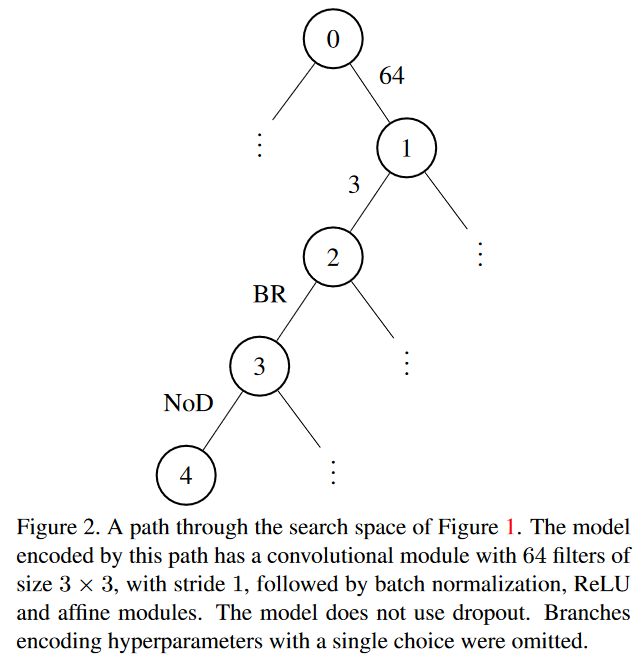 0
64
⋮
1
3
2
⋮
BR
3
⋮
NoD
4
⋮
Figure 2. A path through the search space of Figure 1. The model
encoded by this path has a convolutional module with 64 filters of
size 3 × 3, with stride 1, followed by batch normalization, ReLU
and affine modules. The model does not use dropout. Branches
encoding hyperparameters with a single choice were omitted.